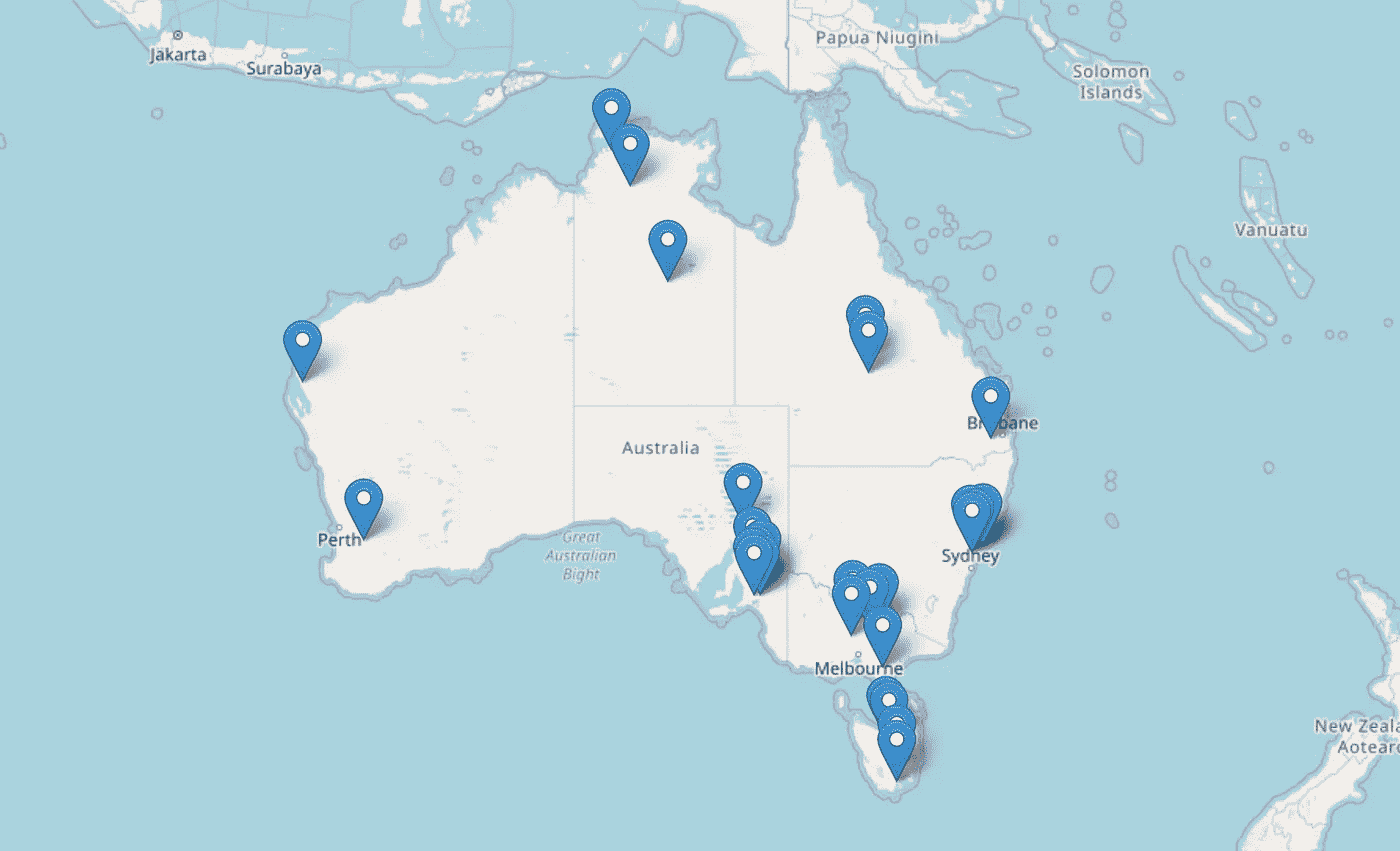 Jakarta
Surabaya
Papua Niugini
Solomon
Islands
Vanuatu
Australia
Brisbane
Perth
Great
Australian
Bight
Sydney
Melbourne
New Zeala
Aotearo